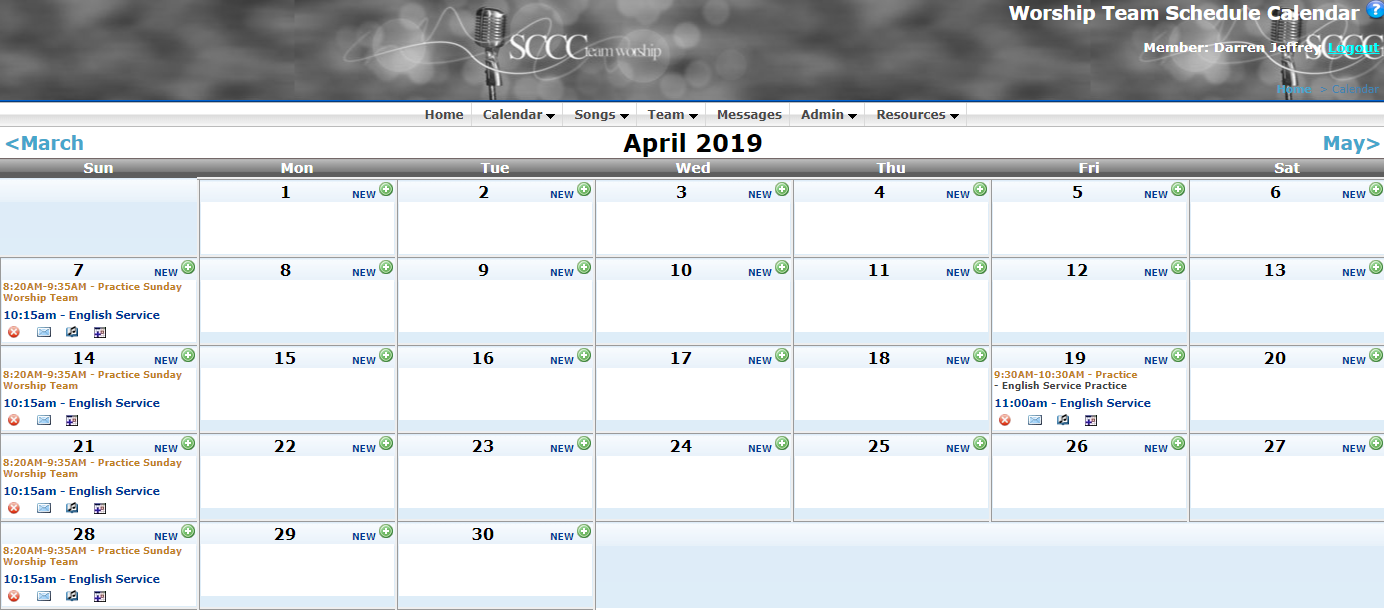 Worship Team Schedule Calendar ?
SCCC team worship
Member: Darren Jeffrey Logout
SCCC
Home > Calendar
Home Calendar Songs Team Messages Admin Resources
<March April 2019 May>
Sun Mon Tue Wed Thu Fri Sat
1 NEW 2 NEW 3 NEW 4 NEW 5 NEW 6 NEW
7 NEW 8 NEW 9 NEW 10 NEW 11 NEW 12 NEW 13 NEW
8:20AM-9:35AM - Practice Sunday
Worship Team
10:15am - English Service
14 NEW 15 NEW 16 NEW 17 NEW 18 NEW 19 NEW 20 NEW
8:20AM-9:35AM - Practice Sunday
Worship Team
10:15am - English Service
9:30AM-10:30AM - Practice
- English Service Practice
11:00am - English Service
21 NEW 22 NEW 23 NEW 24 NEW 25 NEW 26 NEW 27 NEW
8:20AM-9:35AM - Practice Sunday
Worship Team
10:15am - English Service
28 NEW 29 NEW 30 NEW
8:20AM-9:35AM - Practice Sunday
Worship Team
10:15am - English Service